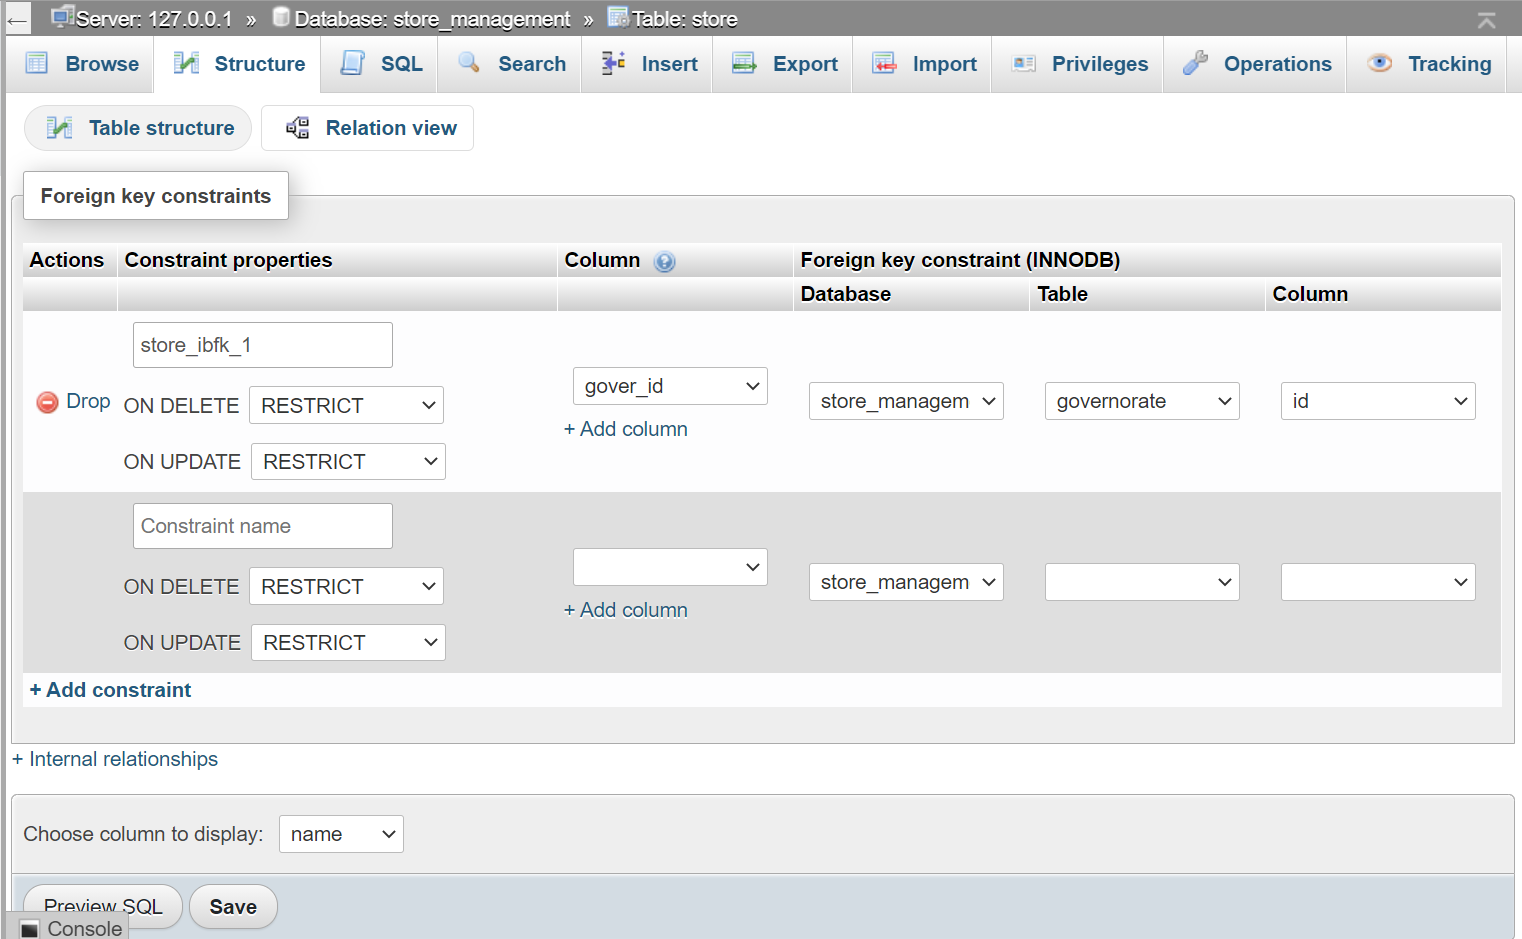 Server: 127.0.0.1 » Database: store_management » Table: store
Browse Structure SQL Search Insert Export Import Privileges Operations Tracking
Table structure Relation view
Foreign key constraints
Actions Constraint properties Column Foreign key constraint (INNODB)
Database Table Column
store_ibfk_1
Drop ON DELETE RESTRICT gover_id store_managem governorate id
+ Add column
ON UPDATE RESTRICT
Constraint name
ON DELETE RESTRICT store_managem
+ Add column
ON UPDATE RESTRICT
+ Add constraint
+ Internal relationships
Choose column to display: name
Preview SQL Save
Console